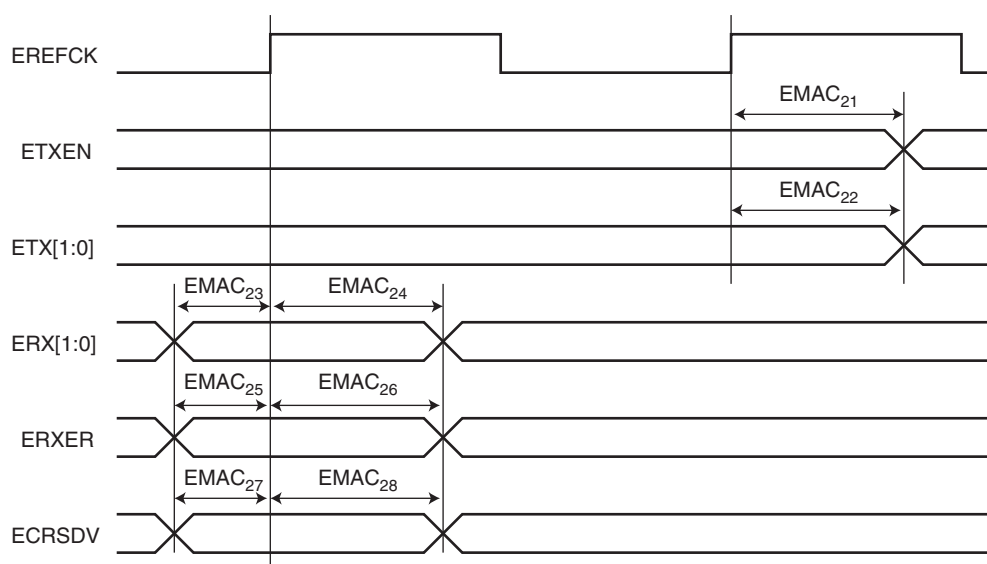 EREFCK
EMAC21
ETXEN
EMAC22
ETX[1:0]
EMAC23 EMAC24
ERX[1:0]
EMAC25 EMAC26
ERXER
EMAC27 EMAC28
ECRSDV